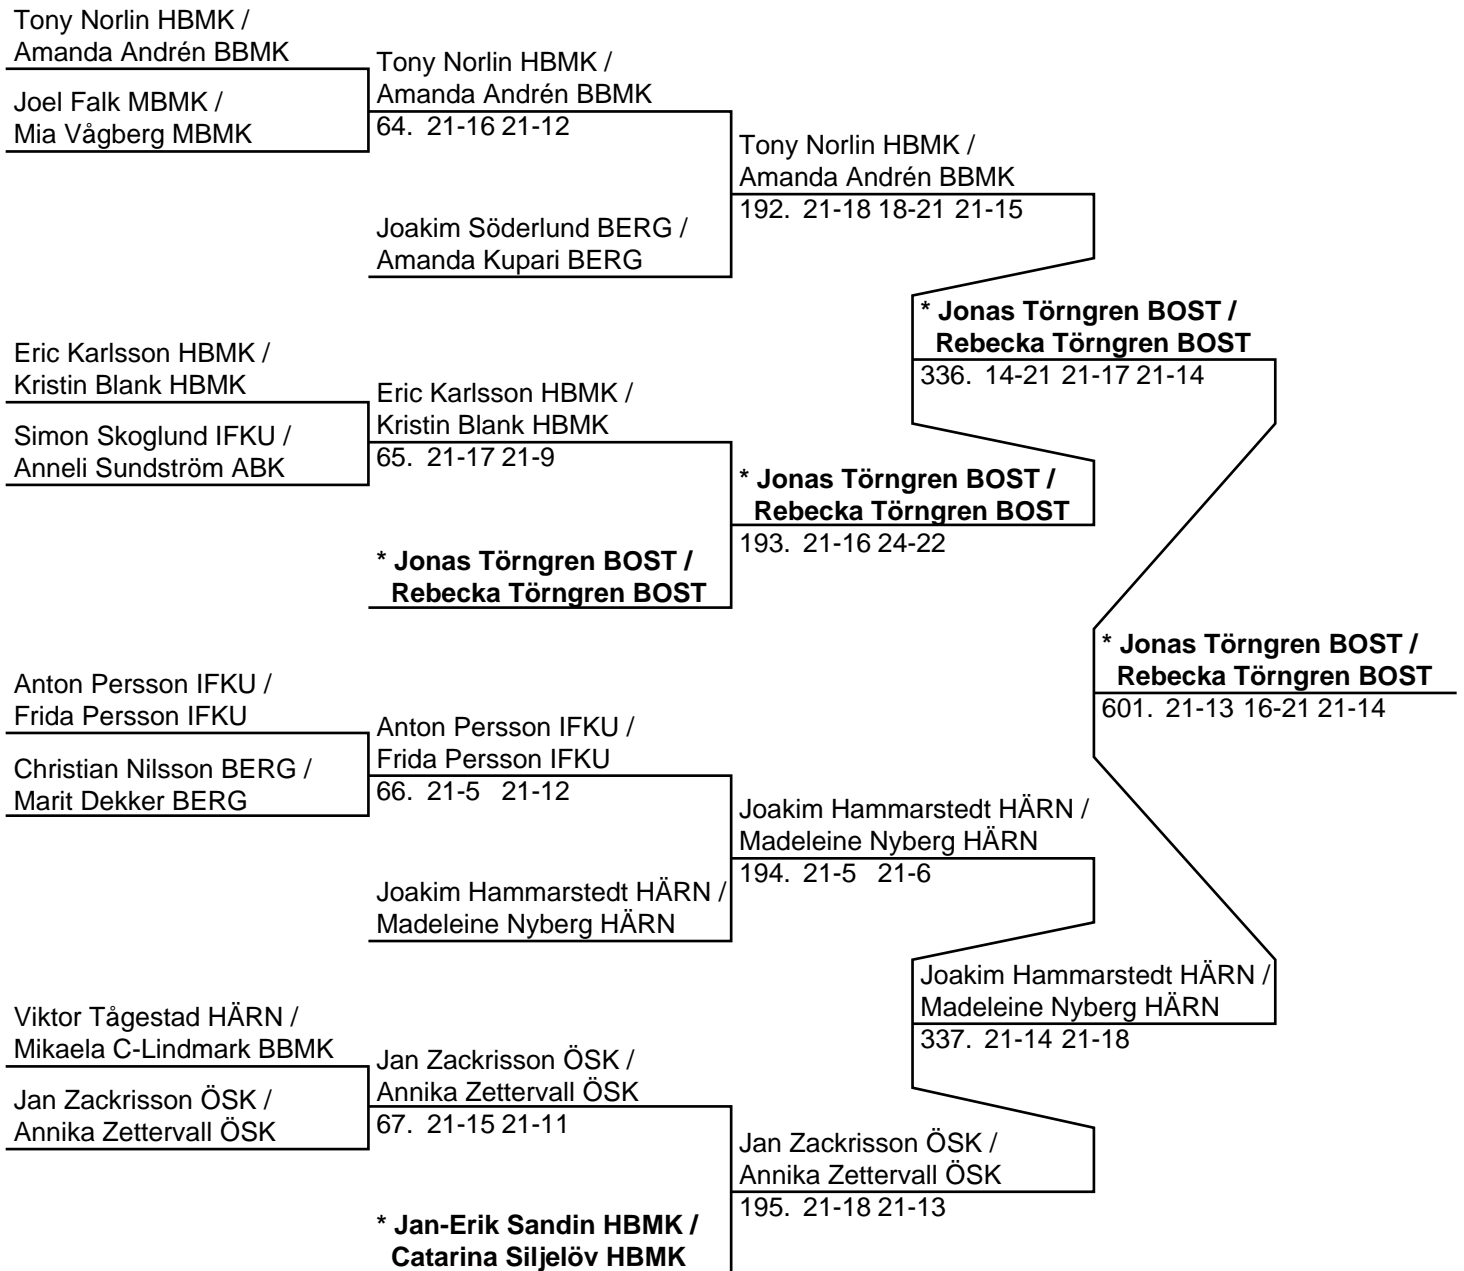 Tony Norlin HBMK /
Amanda Andrén BBMK
Joel Falk MBMK /
Mia Vågberg MBMK
Tony Norlin HBMK /
Amanda Andrén BBMK
64. 21-16 21-12
Joakim Söderlund BERG /
Amanda Kupari BERG
Tony Norlin HBMK /
Amanda Andrén BBMK
192. 21-18 18-21 21-15
Eric Karlsson HBMK /
Kristin Blank HBMK
Simon Skoglund IFKU /
Anneli Sundström ABK
Eric Karlsson HBMK /
Kristin Blank HBMK
65. 21-17 21-9
* Jonas Törngren BOST /
Rebecka Törngren BOST
* Jonas Törngren BOST /
Rebecka Törngren BOST
193. 21-16 24-22
* Jonas Törngren BOST /
Rebecka Törngren BOST
336. 14-21 21-17 21-14
Anton Persson IFKU /
Frida Persson IFKU
Christian Nilsson BERG /
Marit Dekker BERG
Anton Persson IFKU /
Frida Persson IFKU
66. 21-5 21-12
Joakim Hammarstedt HÄRN /
Madeleine Nyberg HÄRN
Joakim Hammarstedt HÄRN /
Madeleine Nyberg HÄRN
194. 21-5 21-6
Viktor Tågestad HÄRN /
Mikaela C-Lindmark BBMK
Jan Zackrisson ÖSK /
Annika Zettervall ÖSK
Jan Zackrisson ÖSK /
Annika Zettervall ÖSK
67. 21-15 21-11
* Jan-Erik Sandin HBMK /
Catarina Siljelöv HBMK
Jan Zackrisson ÖSK /
Annika Zettervall ÖSK
195. 21-18 21-13
Joakim Hammarstedt HÄRN /
Madeleine Nyberg HÄRN
337. 21-14 21-18
* Jonas Törngren BOST /
Rebecka Törngren BOST
601. 21-13 16-21 21-14